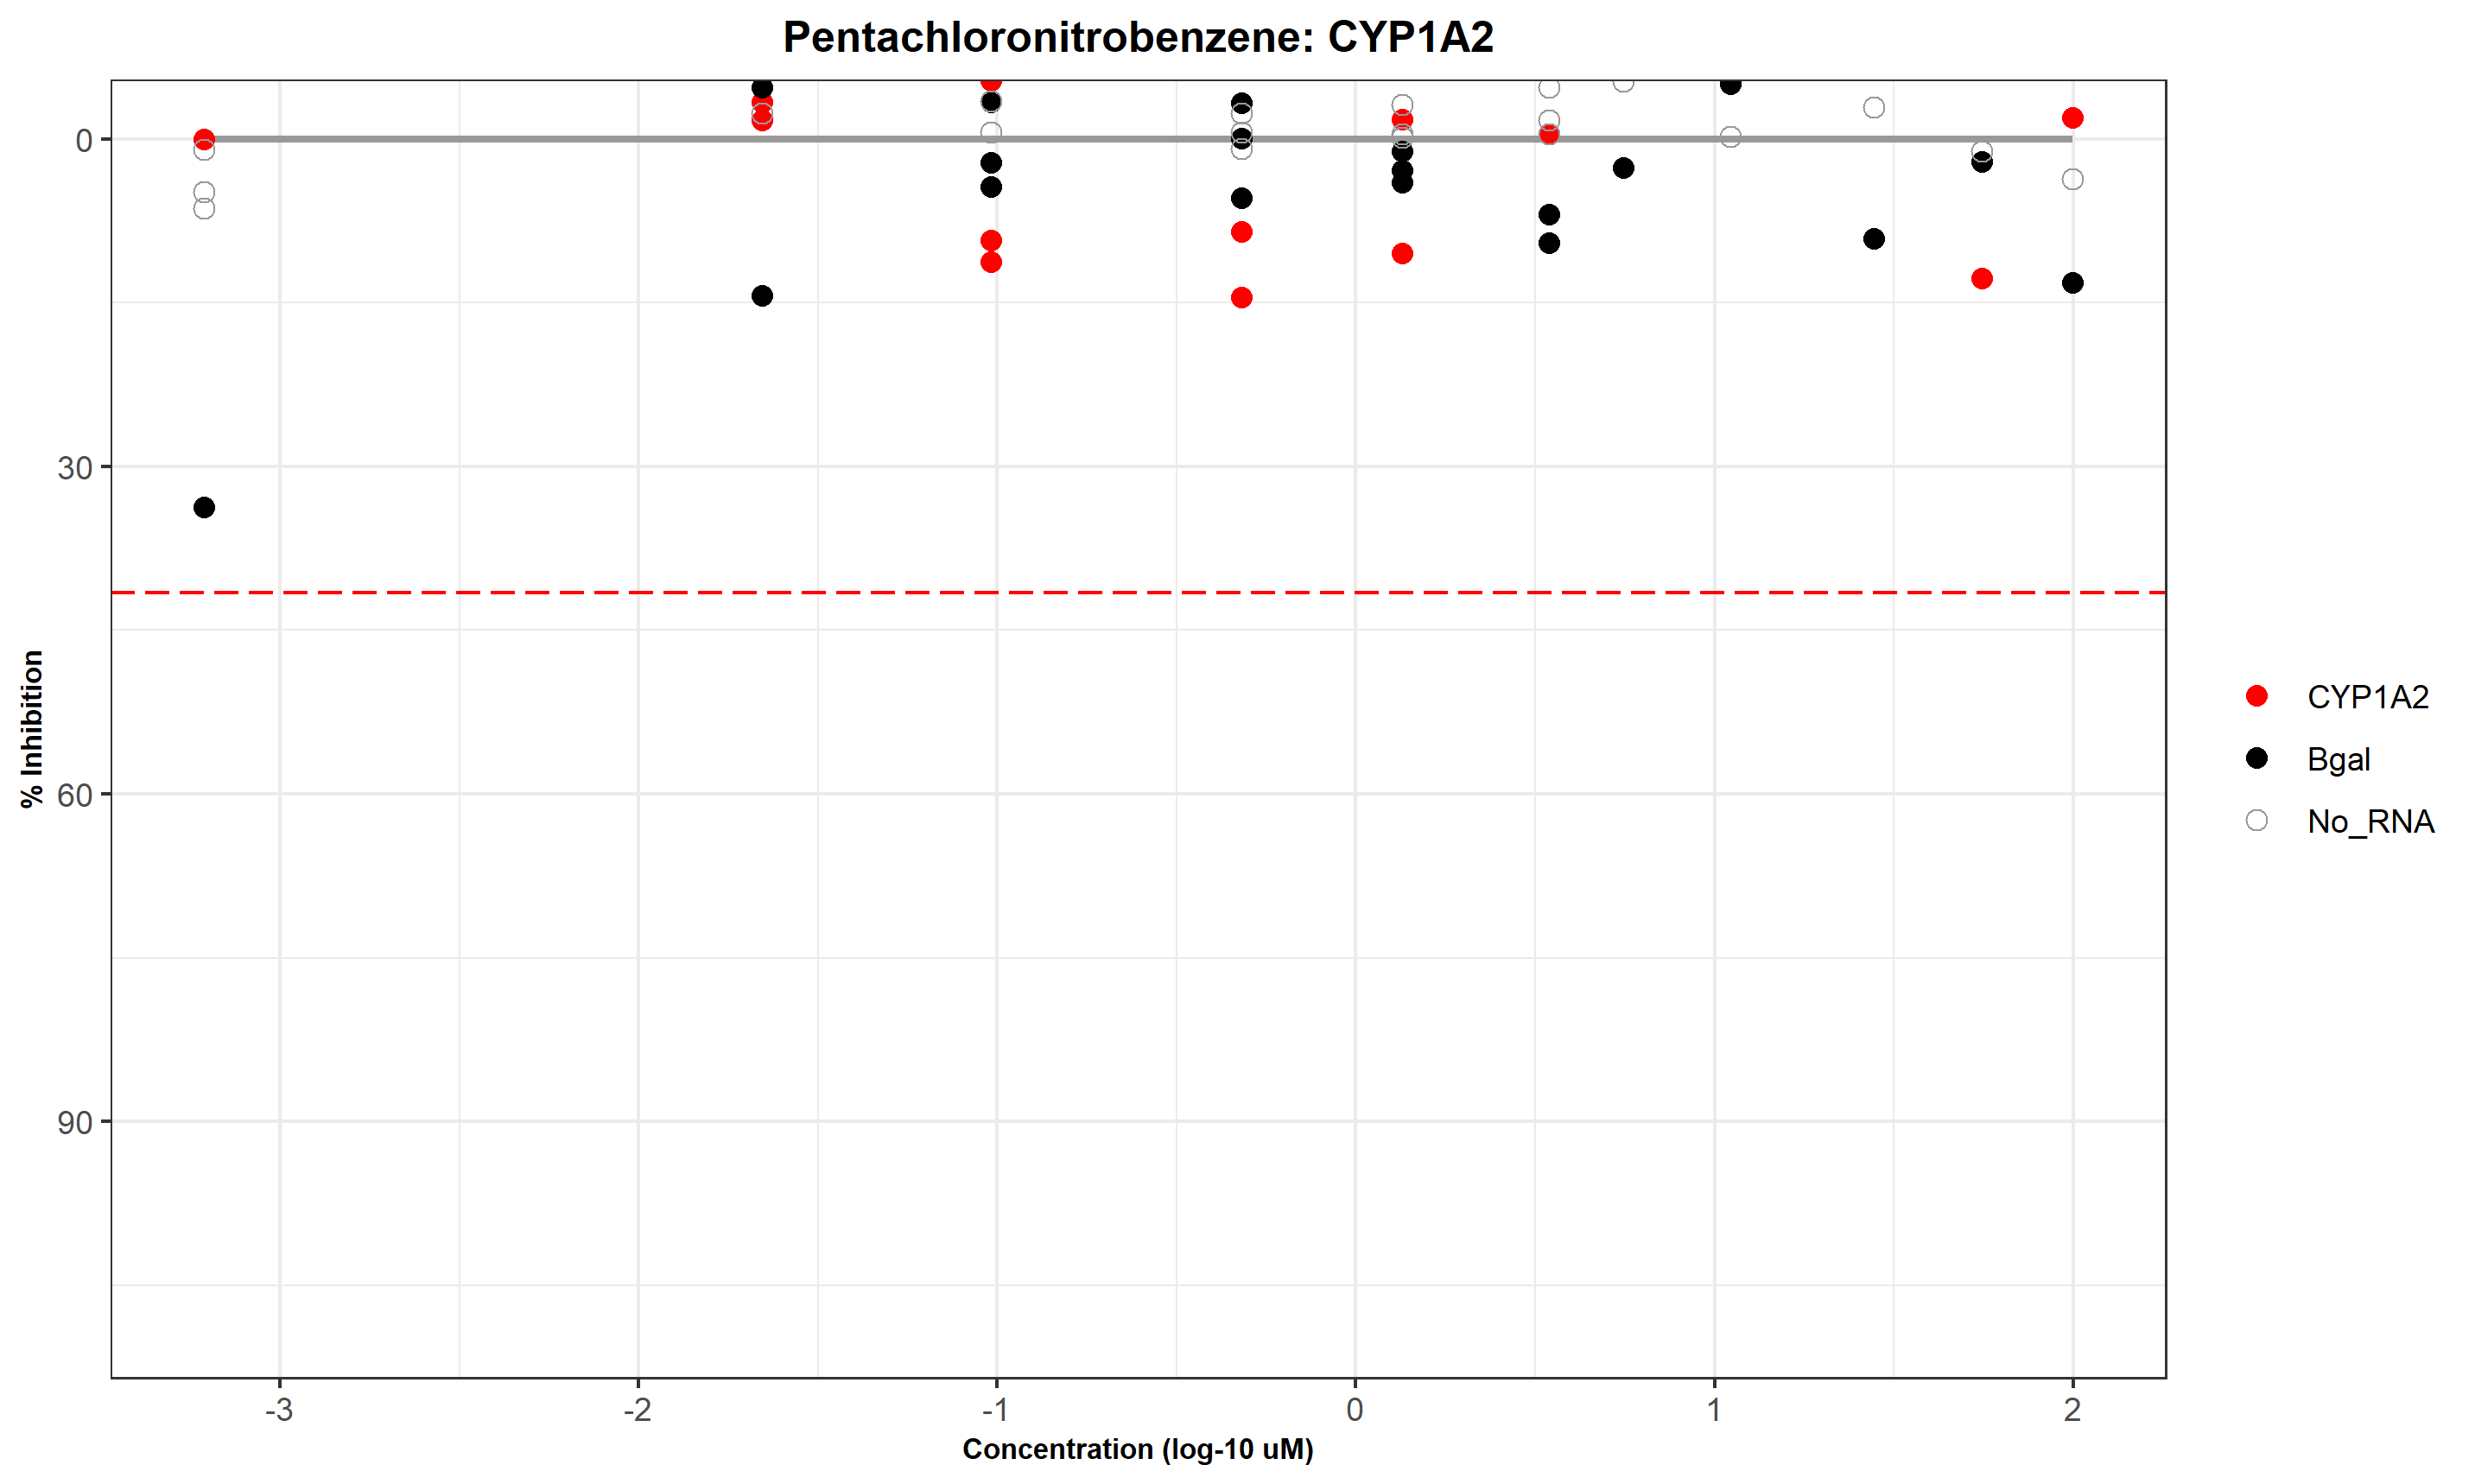 Pentachloronitrobenzene: CYP1A2
0
30
60
90
% Inhibition
-3
-2
-1
0
1
2
Concentration (log-10 uM)
CYP1A2
Bgal
No_RNA